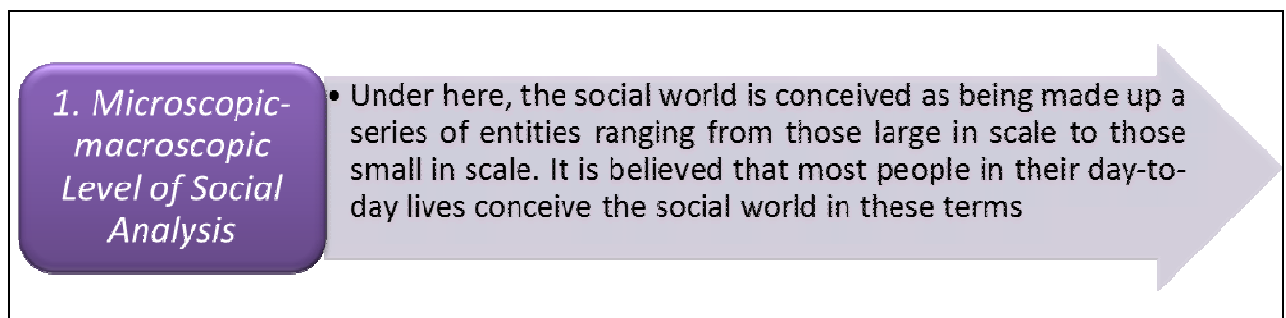 1. Microscopic-
macroscopic
Level of Social
Analysis
• Under here, the social world is conceived as being made up a
series of entities ranging from those large in scale to those
small in scale. It is believed that most people in their day-to-
day lives conceive the social world in these terms